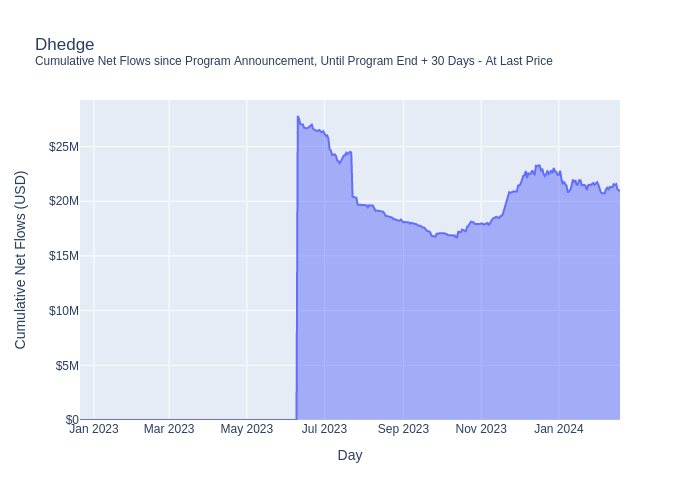 Dhedge
Cumulative Net Flows since Program Announcement, Until Program End + 30 Days - At Last Price
Cumulative Net Flows (USD)
$25M
$20M
$15M
$10M
$5M
$0
Jan 2023 Mar 2023 May 2023 Jul 2023 Sep 2023 Nov 2023 Jan 2024
Day